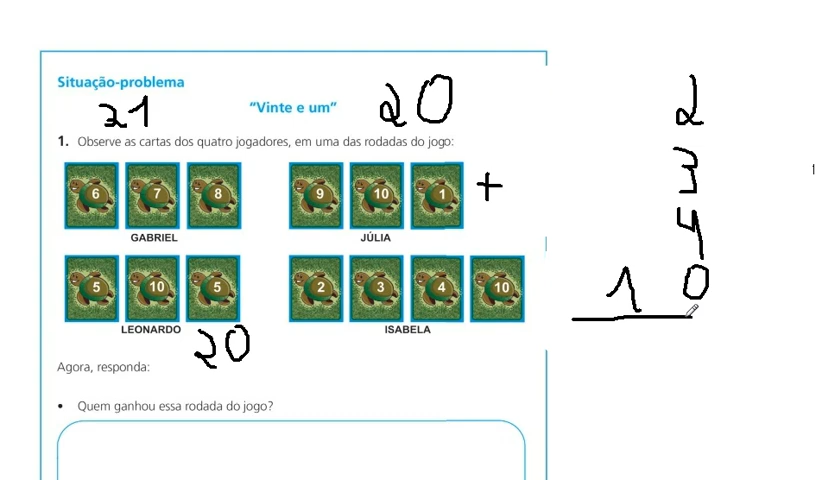 Situação-problema
21 "Vinte e um" 20
1. Observe as cartas dos quatro jogadores, em uma das rodadas do jogo:
6 7 8 9 10 1 +
GABRIEL JÚLIA
5 10 5 2 3 4 10
LEONARDO ISABELA
20
Agora, responda:
• Quem ganhou essa rodada do jogo?
2
3
4
10
1